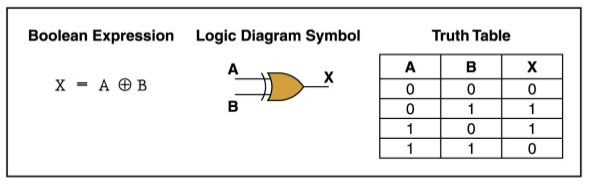 Boolean Expression Logic Diagram Symbol Truth Table
X = A ⊕ B
A
B
X
A B X
0 0 0
0 1 1
1 0 1
1 1 0